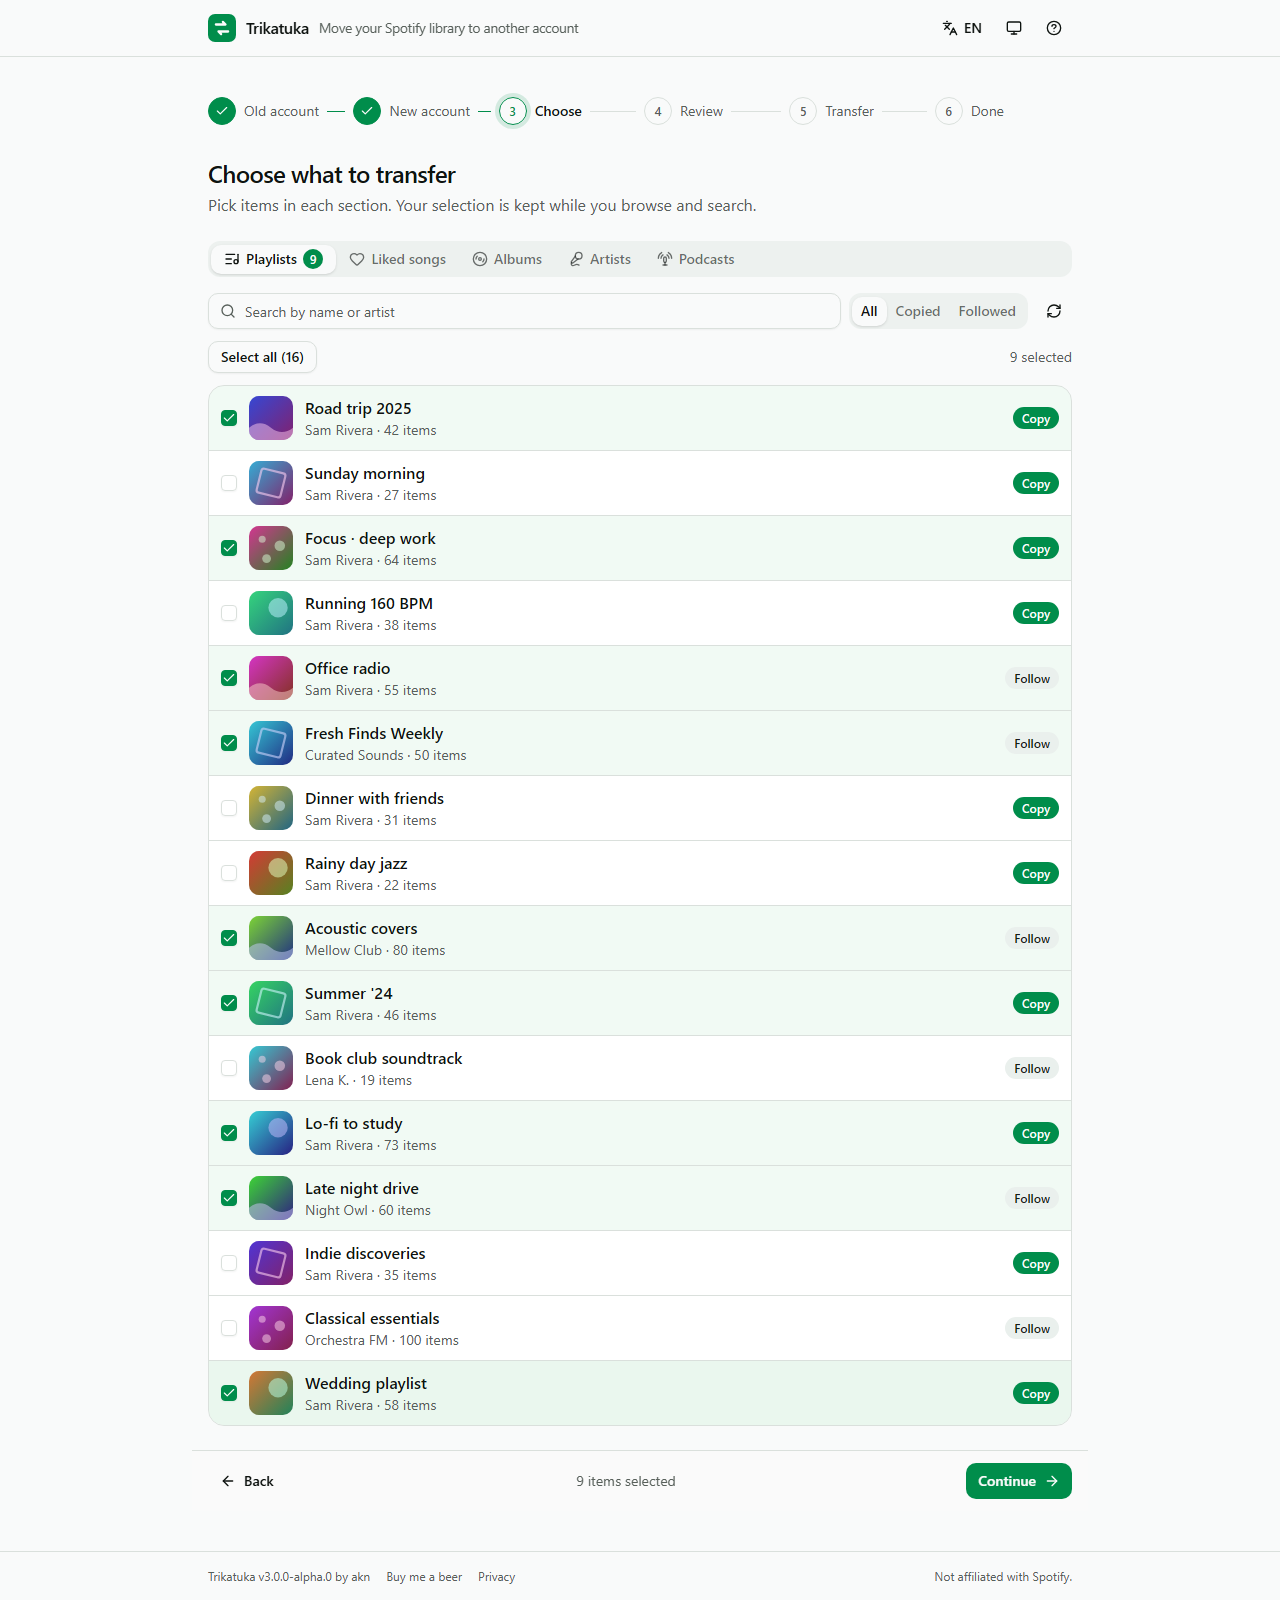 Trikatuka Move your Spotify library to another account EN
Old account New account 3 Choose 4 Review 5 Transfer 6 Done
Choose what to transfer
Pick items in each section. Your selection is kept while you browse and search.
Playlists 9 Liked songs Albums Artists Podcasts
Search by name or artist All Copied Followed
Select all (16) 9 selected
Road trip 2025
Sam Rivera · 42 items Copy
Sunday morning
Sam Rivera · 27 items Copy
Focus · deep work
Sam Rivera · 64 items Copy
Running 160 BPM
Sam Rivera · 38 items Copy
Office radio
Sam Rivera · 55 items Follow
Fresh Finds Weekly
Curated Sounds · 50 items Follow
Dinner with friends
Sam Rivera · 31 items Copy
Rainy day jazz
Sam Rivera · 22 items Copy
Acoustic covers
Mellow Club · 80 items Follow
Summer '24
Sam Rivera · 46 items Copy
Book club soundtrack
Lena K. · 19 items Follow
Lo-fi to study
Sam Rivera · 73 items Copy
Late night drive
Night Owl · 60 items Follow
Indie discoveries
Sam Rivera · 35 items Copy
Classical essentials
Orchestra FM · 100 items Follow
Wedding playlist
Sam Rivera · 58 items Copy
Back 9 items selected Continue
Trikatuka v3.0.0-alpha.0 by akn Buy me a beer Privacy Not affiliated with Spotify.